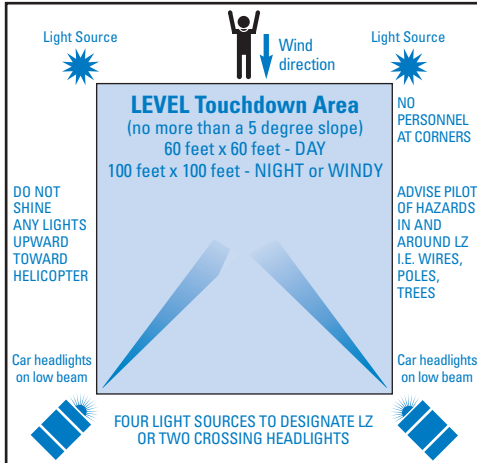 Light Source
Wind
direction
Light Source
LEVEL Touchdown Area
(no more than a 5 degree slope)
60 feet x 60 feet - DAY
100 feet x 100 feet - NIGHT or WINDY
NO
PERSONNEL
AT CORNERS
DO NOT
SHINE
ANY LIGHTS
UPWARD
TOWARD
HELICOPTER
ADVISE PILOT
OF HAZARDS
IN AND
AROUND LZ
I.E. WIRES,
POLES,
TREES
Car headlights
on low beam
Car headlights
on low beam
FOUR LIGHT SOURCES TO DESIGNATE LZ
OR TWO CROSSING HEADLIGHTS